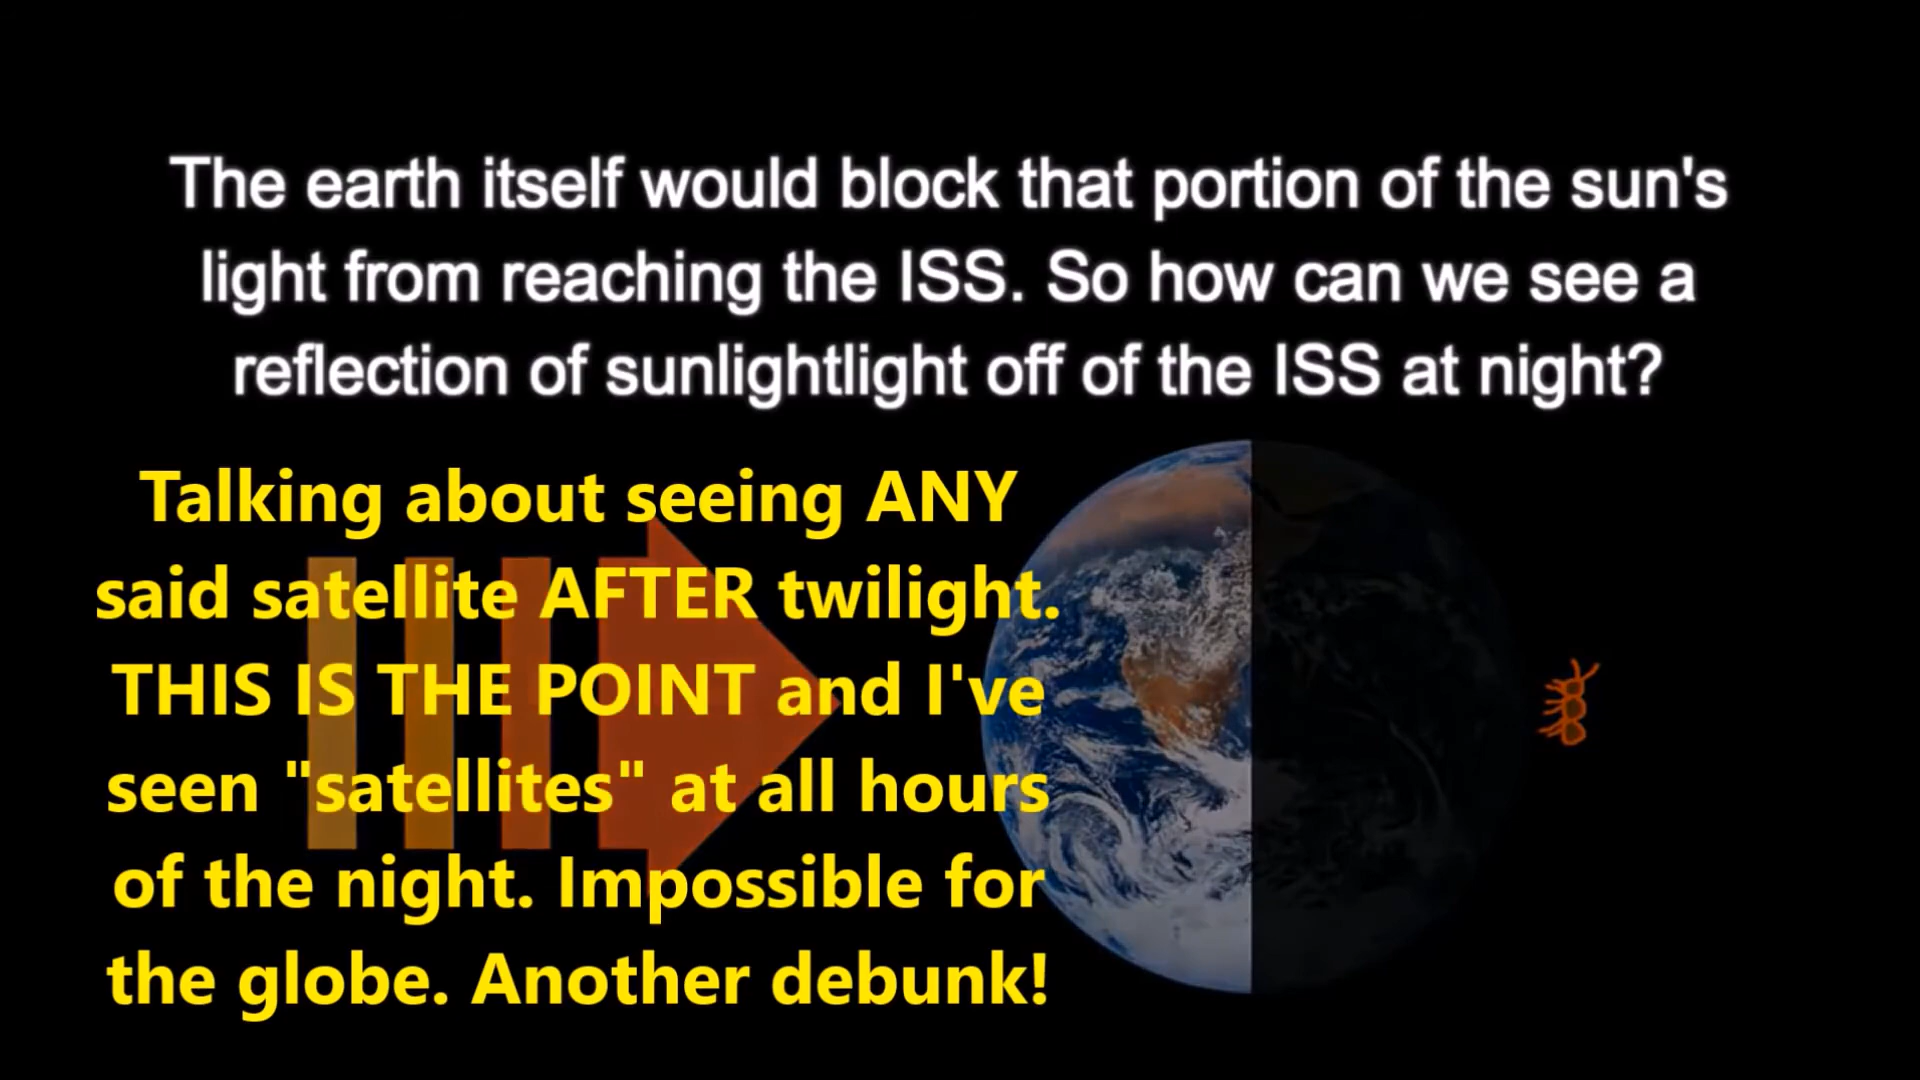 The earth itself would block that portion of the sun's
light from reaching the ISS. So how can we see a
reflection of sunlightlight off of the ISS at night?
Talking about seeing ANY
said satellite AFTER twilight.
THIS IS THE POINT and I've
seen "satellites" at all hours
of the night. Impossible for
the globe. Another debunk!